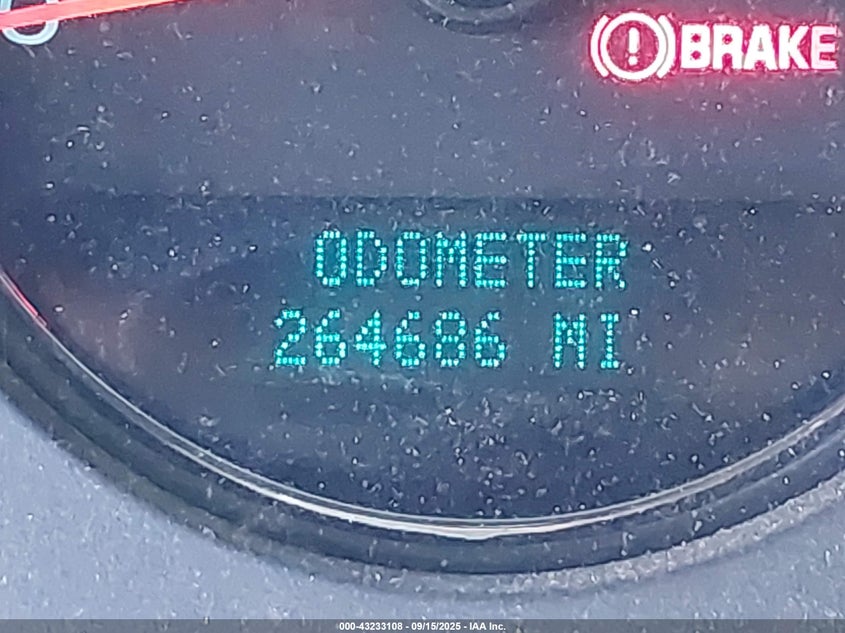 BRAKE
ODOMETER
264686 MI
000-43233108 - 09/15/2025 - IAA Inc.